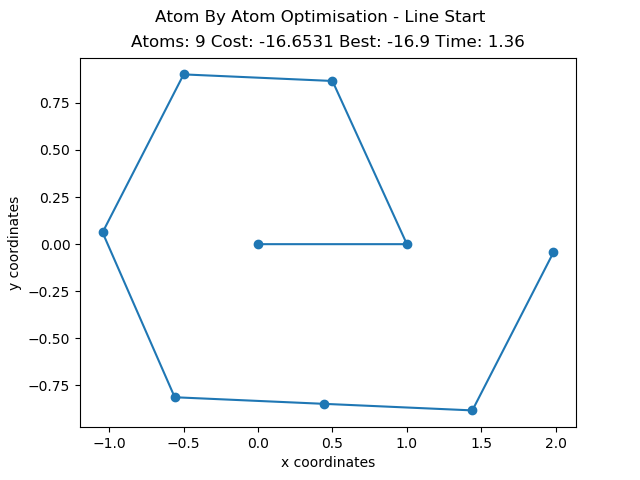 Atom By Atom Optimisation - Line Start
Atoms: 9 Cost: -16.6531 Best: -16.9 Time: 1.36
0.75
0.50
0.25
0.00
−0.25
−0.50
−0.75
y coordinates
−1.0 −0.5 0.0 0.5 1.0 1.5 2.0
x coordinates